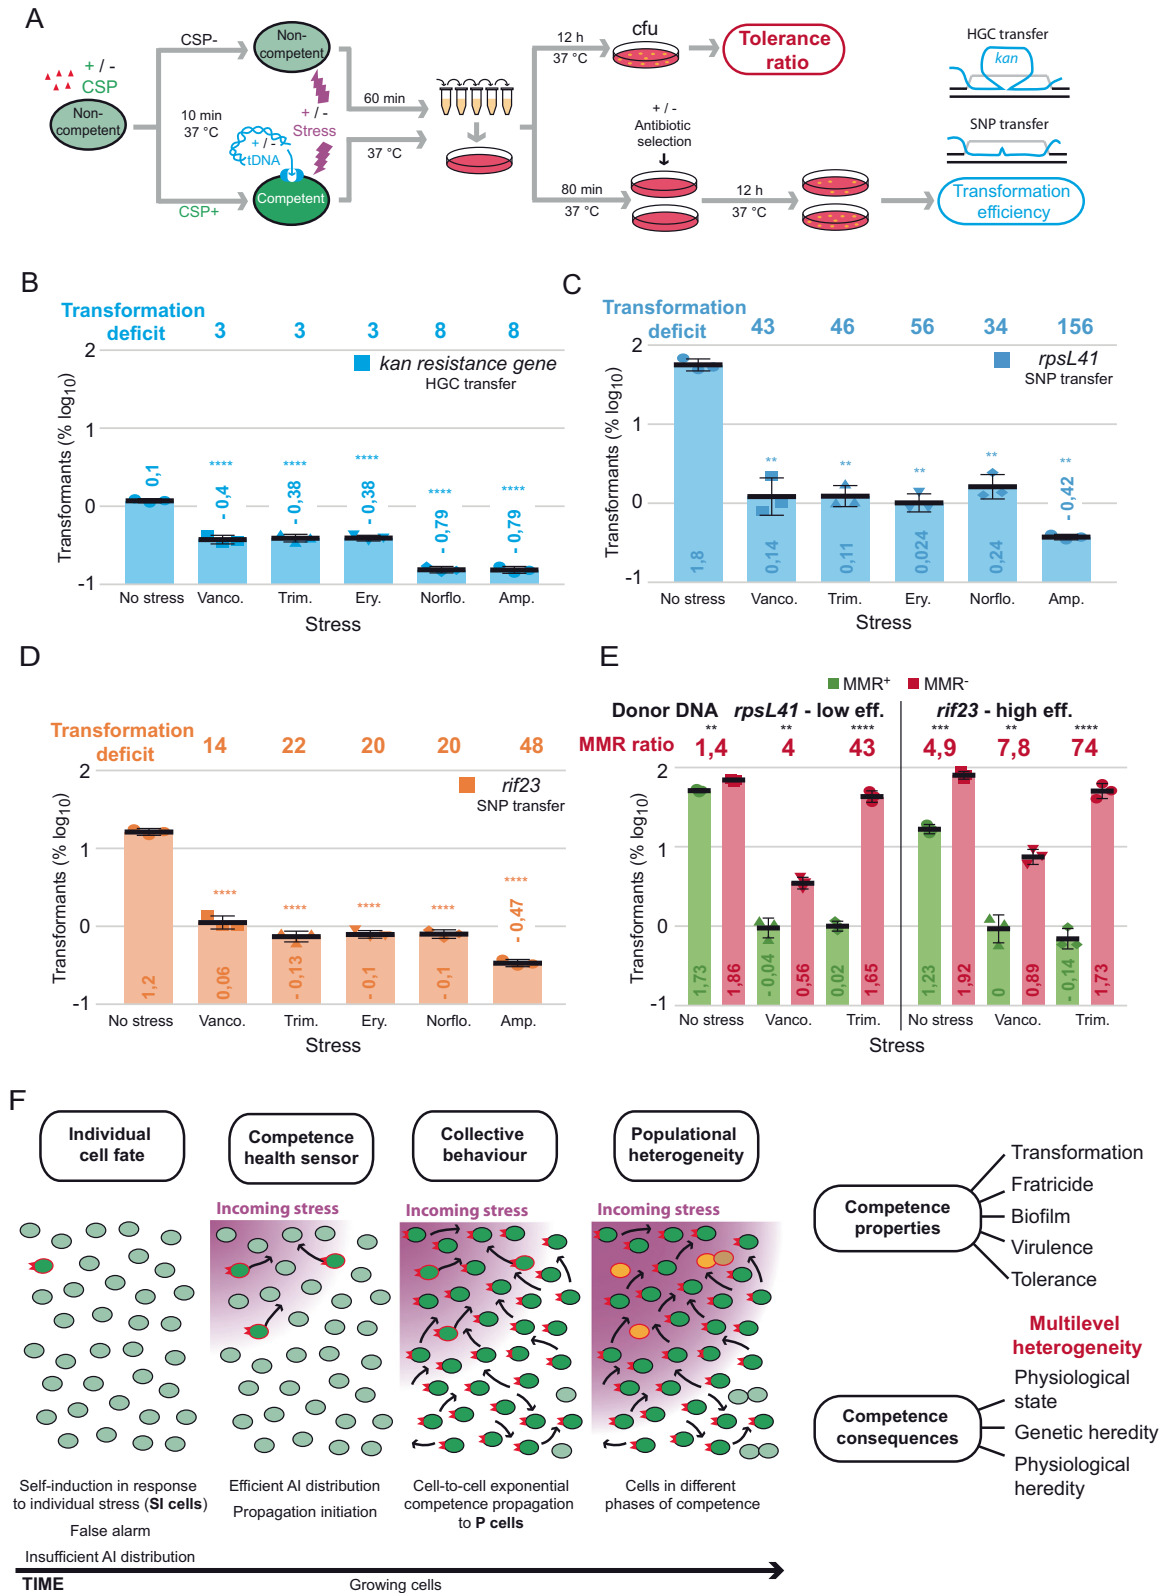 A
+ / -
CSP
Non-
competent
CSP-
10 min
37 °C
CSP+
Non-
competent
+ / -
Stress
+ / -
tDNA
Competent
60 min
37 °C
12 h
37 °C
cfu
Tolerance
ratio
+ / -
Antibiotic
selection
80 min
37 °C
12 h
37 °C
HGC transfer
kan
SNP transfer
Transformation
efficiency
B
Transformation
deficit
3 3 3 8 8
kan resistance gene
HGC transfer
Transformants (% log10)
2
1
0
-1
0,1
****
- 0,4
****
- 0,38
****
- 0,38
****
- 0,79
****
- 0,79
No stress Vanco. Trim. Ery. Norflo. Amp.
Stress
C
Transformation
deficit
43 46 56 34 156
rpsL41
SNP transfer
Transformants (% log10)
2
1
0
-1
1,8
**
0,14
**
0,11
**
0,024
**
0,24
**
- 0,42
No stress Vanco. Trim. Ery. Norflo. Amp.
Stress
D
Transformation
deficit
14 22 20 20 48
rif23
SNP transfer
Transformants (% log10)
2
1
0
-1
1,2
****
0,06
****
- 0,13
****
- 0,1
****
- 0,1
****
- 0,47
No stress Vanco. Trim. Ery. Norflo. Amp.
Stress
E
MMR+ MMR-
Donor DNA rpsL41 - low eff. rif23 - high eff.
** ** **** *** ** ****
MMR ratio 1,4 4 43 4,9 7,8 74
Transformants (% log10)
2
1
0
-1
1,73
1,86
- 0,04
0,56
0,02
1,65
1,23
1,92
0
0,89
- 0,14
1,73
No stress Vanco. Trim. No stress Vanco. Trim.
Stress
F
Individual
cell fate
Competence
health sensor
Collective
behaviour
Populational
heterogeneity
Incoming stress
Incoming stress
Incoming stress
Self-induction in response
to individual stress (SI cells)
False alarm
Insufficient AI distribution
Efficient AI distribution
Propagation initiation
Cell-to-cell exponential
competence propagation
to P cells
Cells in different
phases of competence
TIME
Growing cells
Competence
properties
Transformation
Fratricide
Biofilm
Virulence
Tolerance
Multilevel
heterogeneity
Competence
consequences
Physiological
state
Genetic heredity
Physiological
heredity